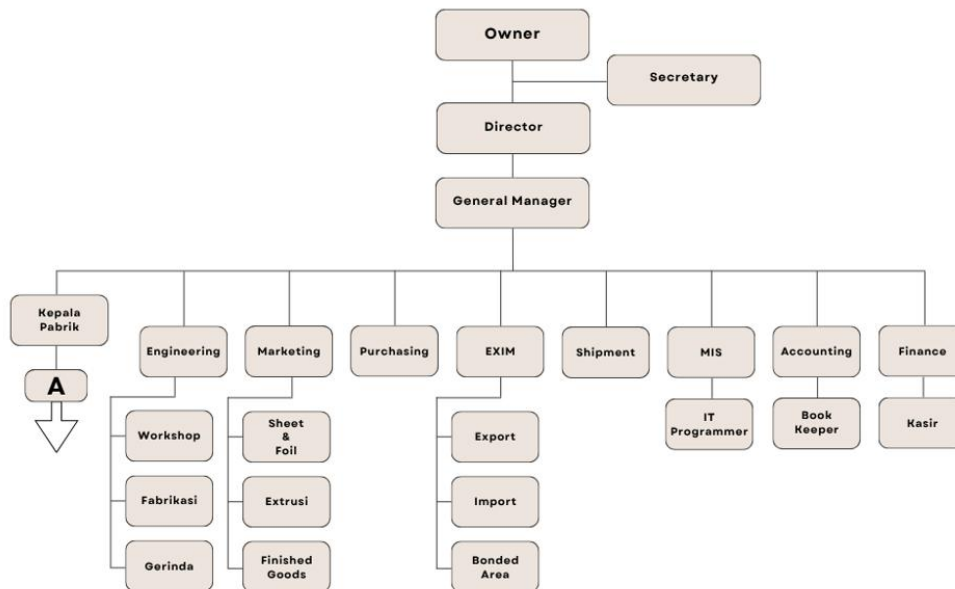 Owner
Secretary
Director
General Manager
Kepala
Pabrik
Engineering
Marketing
Purchasing
EXIM
Shipment
MIS
Accounting
Finance
A
Workshop
Fabrikasi
Gerinda
Sheet
&
Foil
Extrusi
Finished
Goods
Export
Import
Bonded
Area
IT
Programmer
Book
Keeper
Kasir